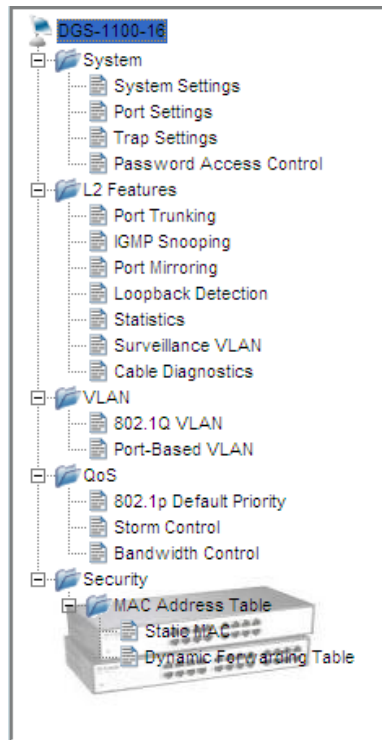 DGS-1100-16
System
System Settings
Port Settings
Trap Settings
Password Access Control
L2 Features
Port Trunking
IGMP Snooping
Port Mirroring
Loopback Detection
Statistics
Surveillance VLAN
Cable Diagnostics
VLAN
802.1Q VLAN
Port-Based VLAN
QoS
802.1p Default Priority
Storm Control
Bandwidth Control
Security
MAC Address Table
Static MAC
Dynamic Forwarding Table